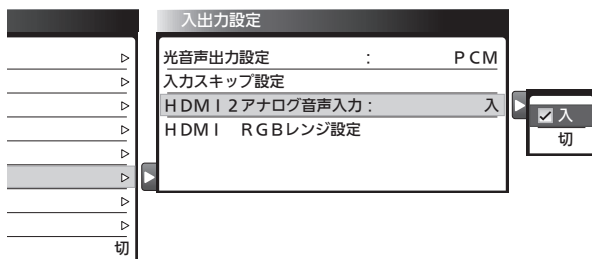 入出力設定
光音声出力設定 : PCM
入力スキップ設定
HDMI2アナログ音声入力: 入
HDMI RGBレンジ設定
入
切
切